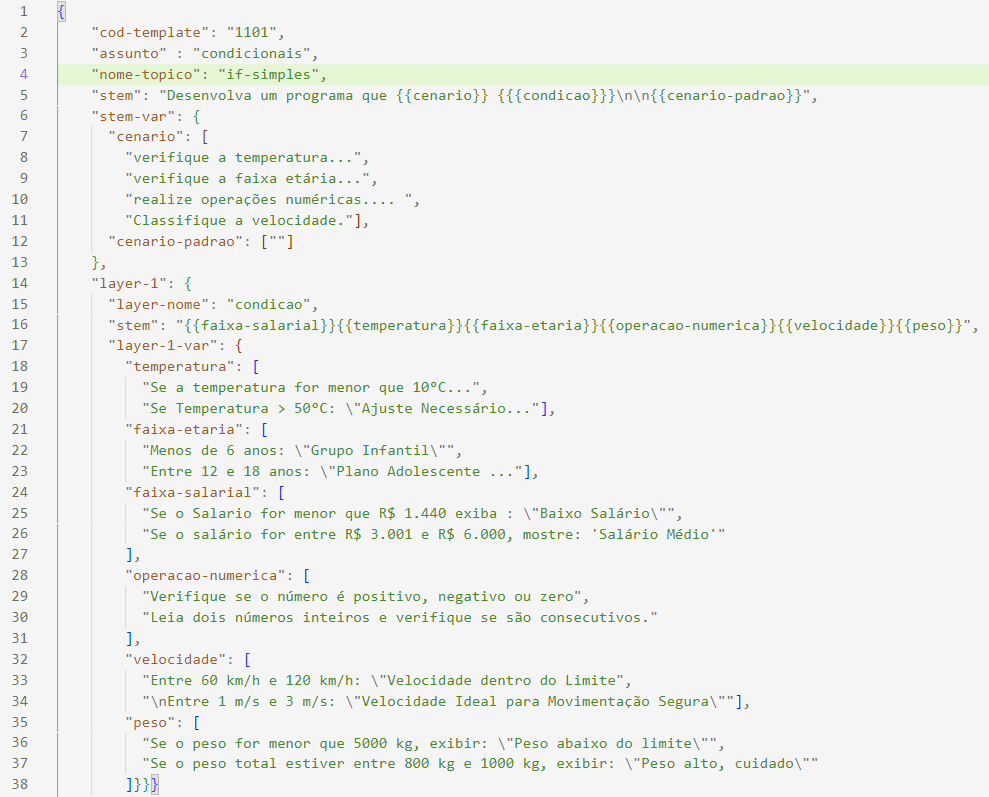 1 {
2 "cod-template": "1101",
3 "assunto" : "condicionais",
4 "nome-topico": "if-simples",
5 "stem": "Desenvolva um programa que {{cenario}} {{{condicao}}}\n\n{{cenario-padrao}}",
6 "stem-var": {
7 "cenario": [
8 "verifique a temperatura...",
9 "verifique a faixa etária...",
10 "realize operações numéricas.... ",
11 "Classifique a velocidade."],
12 "cenario-padrao": [""]
13 },
14 "layer-1": {
15 "layer-nome": "condicao",
16 "stem": "{{faixa-salarial}}{{temperatura}}{{faixa-etaria}}{{operacao-numerica}}{{velocidade}}{{peso}}",
17 "layer-1-var": {
18 "temperatura": [
19 "Se a temperatura for menor que 10ºC...",
20 "Se Temperatura > 50ºC: \"Ajuste Necessário..."],
21 "faixa-etaria": [
22 "Menos de 6 anos: \"Grupo Infantil\"",
23 "Entre 12 e 18 anos: \"Plano Adolescente ..."],
24 "faixa-salarial": [
25 "Se o Salario for menor que R$ 1.440 exiba : \"Baixo Salário\"",
26 "Se o salário for entre R$ 3.001 e R$ 6.000, mostre: 'Salário Médio'"
27 ],
28 "operacao-numerica": [
29 "Verifique se o número é positivo, negativo ou zero",
30 "Leia dois números inteiros e verifique se são consecutivos."
31 ],
32 "velocidade": [
33 "Entre 60 km/h e 120 km/h: \"Velocidade dentro do Limite",
34 "\nEntre 1 m/s e 3 m/s: \"Velocidade Ideal para Movimentação Segura\""],
35 "peso": [
36 "Se o peso for menor que 5000 kg, exibir: \"Peso abaixo do limite\"",
37 "Se o peso total estiver entre 800 kg e 1000 kg, exibir: \"Peso alto, cuidado\""
38 ]}}}